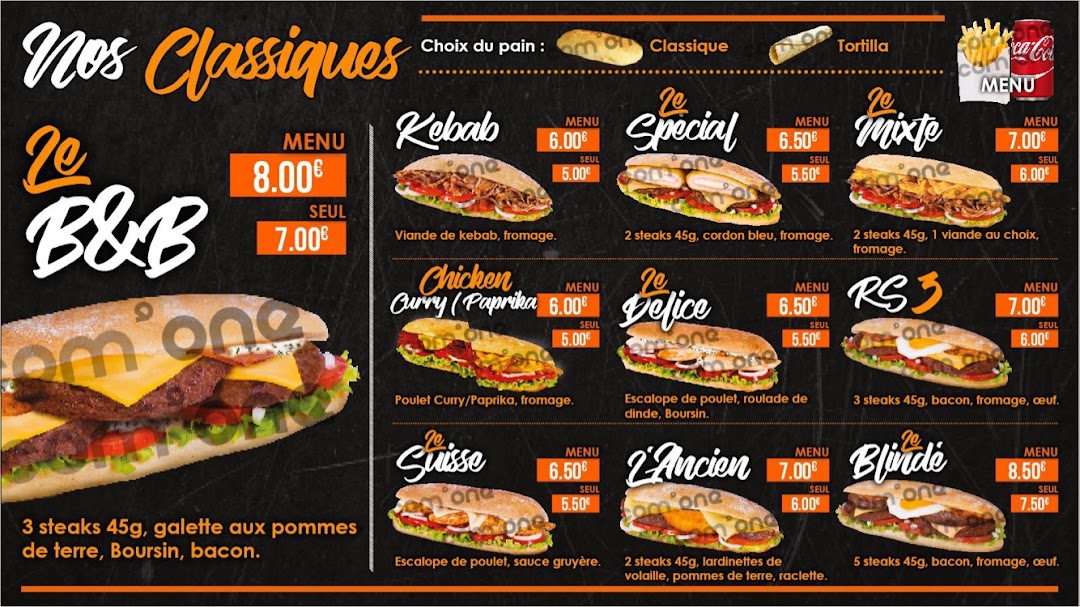 Nos Classiques
Choix du pain :
Classique
Tortilla
MENU
Le
B&B
MENU
8.00€
SEUL
7.00€
3 steaks 45g, galette aux pommes
de terre, Boursin, bacon.
Kebab
MENU
6.00€
SEUL
5.00€
Viande de kebab, fromage.
Le
Spécial
MENU
6.50€
SEUL
5.50€
2 steaks 45g, cordon bleu, fromage.
Le
Mixte
MENU
7.00€
SEUL
6.00€
2 steaks 45g, 1 viande au choix,
fromage.
Chicken
Curry / Paprika
MENU
6.00€
SEUL
5.00€
Poulet Curry/Paprika, fromage.
Le
Délice
MENU
6.50€
SEUL
5.50€
Escalope de poulet, roulade de
dinde, Boursin.
RS 3
MENU
7.00€
SEUL
6.00€
3 steaks 45g, bacon, fromage, œuf.
Le
Suisse
MENU
6.50€
SEUL
5.50€
Escalope de poulet, sauce gruyère.
L'Ancien
MENU
7.00€
SEUL
6.00€
2 steaks 45g, lardinettes de
volaille, pommes de terre, raclette.
Le
Blindé
MENU
8.50€
SEUL
7.50€
5 steaks 45g, bacon, fromage, œuf.
com'one
com'one
com'one